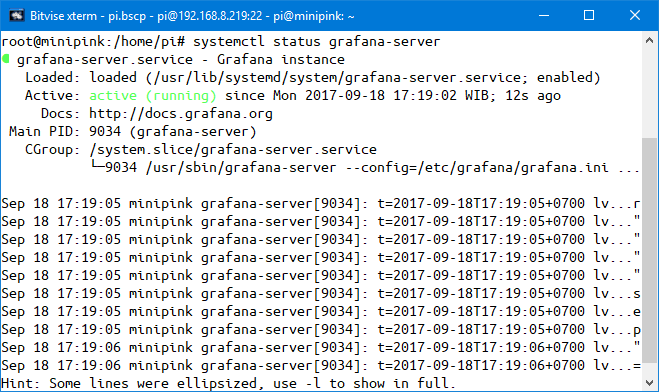 Bitvise xterm - pi.bscp - pi@192.168.8.219:22 - pi@minipink: ~
root@minipink:/home/pi# systemctl status grafana-server
● grafana-server.service - Grafana instance
   Loaded: loaded (/usr/lib/systemd/system/grafana-server.service; enabled)
   Active: active (running) since Mon 2017-09-18 17:19:02 WIB; 12s ago
     Docs: http://docs.grafana.org
 Main PID: 9034 (grafana-server)
   CGroup: /system.slice/grafana-server.service
           └─9034 /usr/sbin/grafana-server --config=/etc/grafana/grafana.ini ...
Sep 18 17:19:05 minipink grafana-server[9034]: t=2017-09-18T17:19:05+0700 lv...r
Sep 18 17:19:05 minipink grafana-server[9034]: t=2017-09-18T17:19:05+0700 lv..."
Sep 18 17:19:05 minipink grafana-server[9034]: t=2017-09-18T17:19:05+0700 lv..."
Sep 18 17:19:05 minipink grafana-server[9034]: t=2017-09-18T17:19:05+0700 lv..."
Sep 18 17:19:05 minipink grafana-server[9034]: t=2017-09-18T17:19:05+0700 lv..."
Sep 18 17:19:05 minipink grafana-server[9034]: t=2017-09-18T17:19:05+0700 lv...s
Sep 18 17:19:05 minipink grafana-server[9034]: t=2017-09-18T17:19:05+0700 lv...e
Sep 18 17:19:05 minipink grafana-server[9034]: t=2017-09-18T17:19:05+0700 lv...p
Sep 18 17:19:06 minipink grafana-server[9034]: t=2017-09-18T17:19:06+0700 lv..."
Sep 18 17:19:06 minipink grafana-server[9034]: t=2017-09-18T17:19:06+0700 lv...=
Hint: Some lines were ellipsized, use -l to show in full.